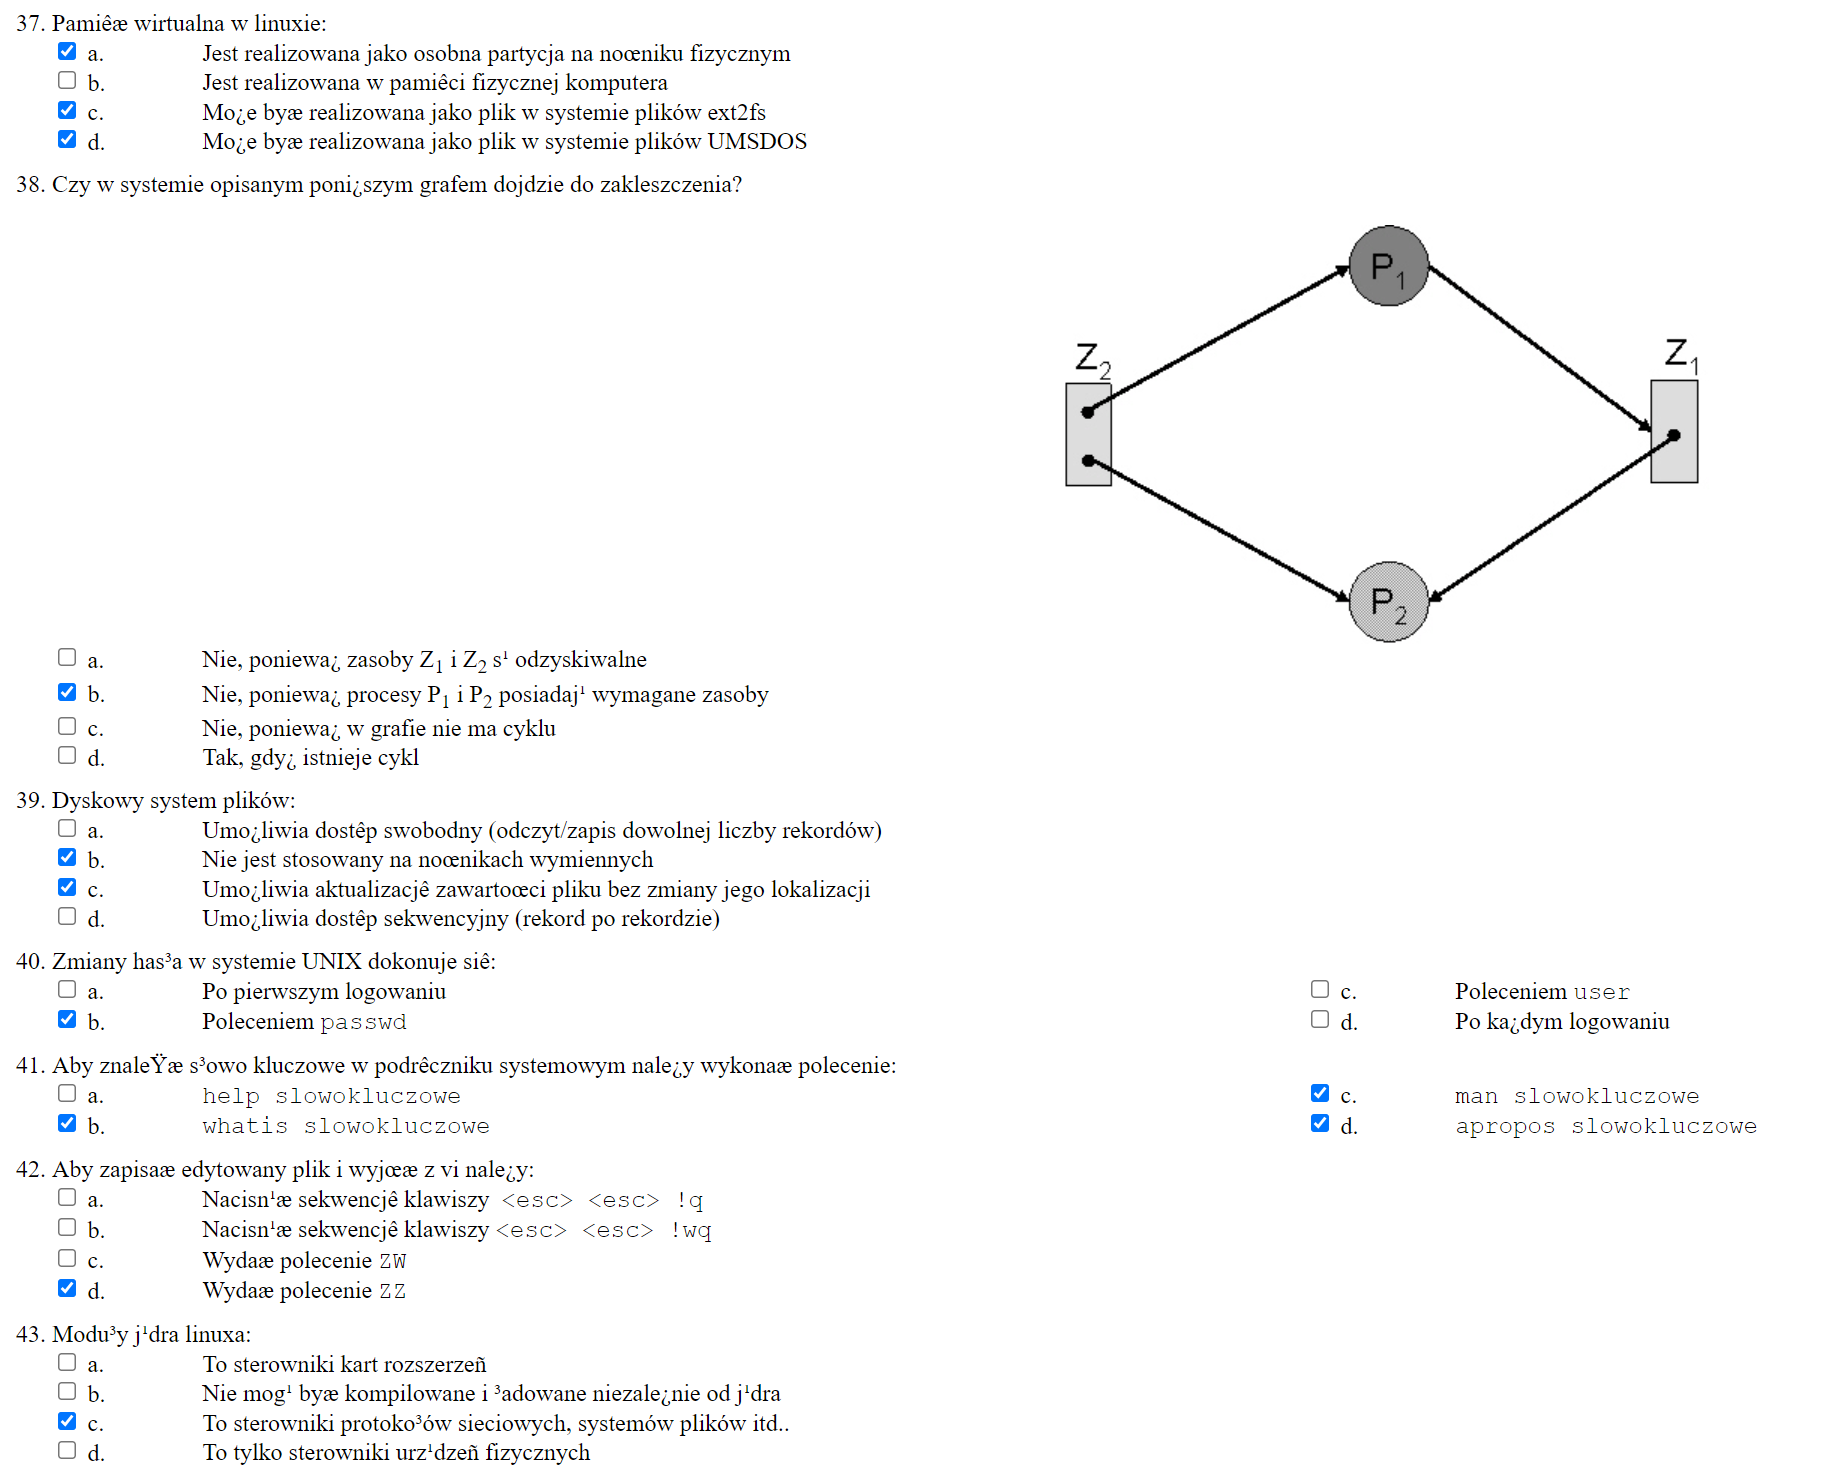 37. Pamiêæ wirtualna w linuxie:
a. Jest realizowana jako osobna partycja na noœniku fizycznym
b. Jest realizowana w pamiêci fizycznej komputera
c. Mo¿e byæ realizowana jako plik w systemie plików ext2fs
d. Mo¿e byæ realizowana jako plik w systemie plików UMSDOS
38. Czy w systemie opisanym poni¿szym grafem dojdzie do zakleszczenia?
P1
Z2
Z1
P2
a. Nie, poniewa¿ zasoby Z1 i Z2 s¹ odzyskiwalne
b. Nie, poniewa¿ procesy P1 i P2 posiadaj¹ wymagane zasoby
c. Nie, poniewa¿ w grafie nie ma cyklu
d. Tak, gdy¿ istnieje cykl
39. Dyskowy system plików:
a. Umo¿liwia dostêp swobodny (odczyt/zapis dowolnej liczby rekordów)
b. Nie jest stosowany na noœnikach wymiennych
c. Umo¿liwia aktualizacjê zawartoœci pliku bez zmiany jego lokalizacji
d. Umo¿liwia dostêp sekwencyjny (rekord po rekordzie)
40. Zmiany has³a w systemie UNIX dokonuje siê:
a. Po pierwszym logowaniu
b. Poleceniem passwd
c. Poleceniem user
d. Po ka¿dym logowaniu
41. Aby znaleŸæ s³owo kluczowe w podrêczniku systemowym nale¿y wykonaæ polecenie:
a. help slowokluczowe
b. whatis slowokluczowe
c. man slowokluczowe
d. apropos slowokluczowe
42. Aby zapisaæ edytowany plik i wyjœæ z vi nale¿y:
a. Nacisn¹æ sekwencjê klawiszy <esc> <esc> !q
b. Nacisn¹æ sekwencjê klawiszy <esc> <esc> !wq
c. Wydaæ polecenie ZW
d. Wydaæ polecenie ZZ
43. Modu³y j¹dra linuxa:
a. To sterowniki kart rozszerzeñ
b. Nie mog¹ byæ kompilowane i ³adowane niezale¿nie od j¹dra
c. To sterowniki protoko³ów sieciowych, systemów plików itd..
d. To tylko sterowniki urz¹dzeñ fizycznych